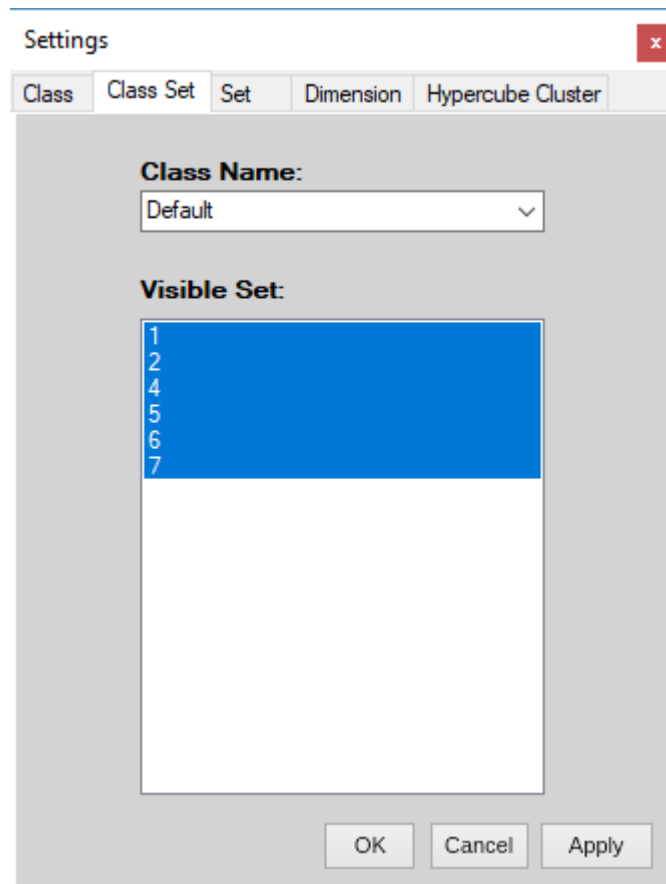 Settings
x
Class Class Set Set Dimension Hypercube Cluster
Class Name:
Default
Visible Set:
1
2
4
5
6
7
OK Cancel Apply